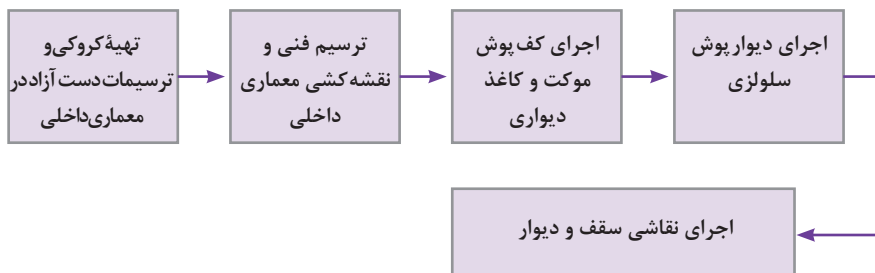 تهیهٔ کروکی و
ترسیمات دست آزاد در
معماری داخلی
ترسیم فنی و
نقشه کشی معماری
داخلی
اجرای کف پوش
موکت و کاغذ
دیواری
اجرای دیوار پوش
سلولزی
اجرای نقاشی سقف و دیوار